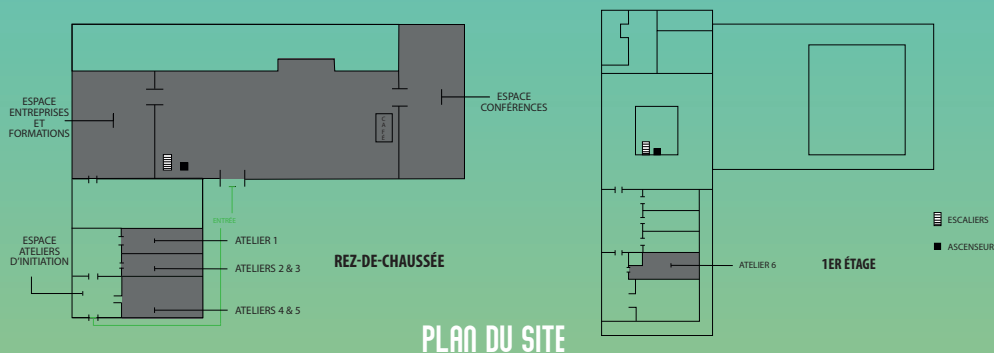 ESPACE
ENTREPRISES
ET
FORMATIONS
CAFÉ
ESPACE
CONFÉRENCES
ENTRÉE
ESPACE
ATELIERS
D'INITIATION
ATELIER 1
ATELIERS 2 & 3
ATELIERS 4 & 5
REZ-DE-CHAUSSÉE
ATELIER 6
1ER ÉTAGE
ESCALIERS
ASCENSEUR
PLAN DU SITE